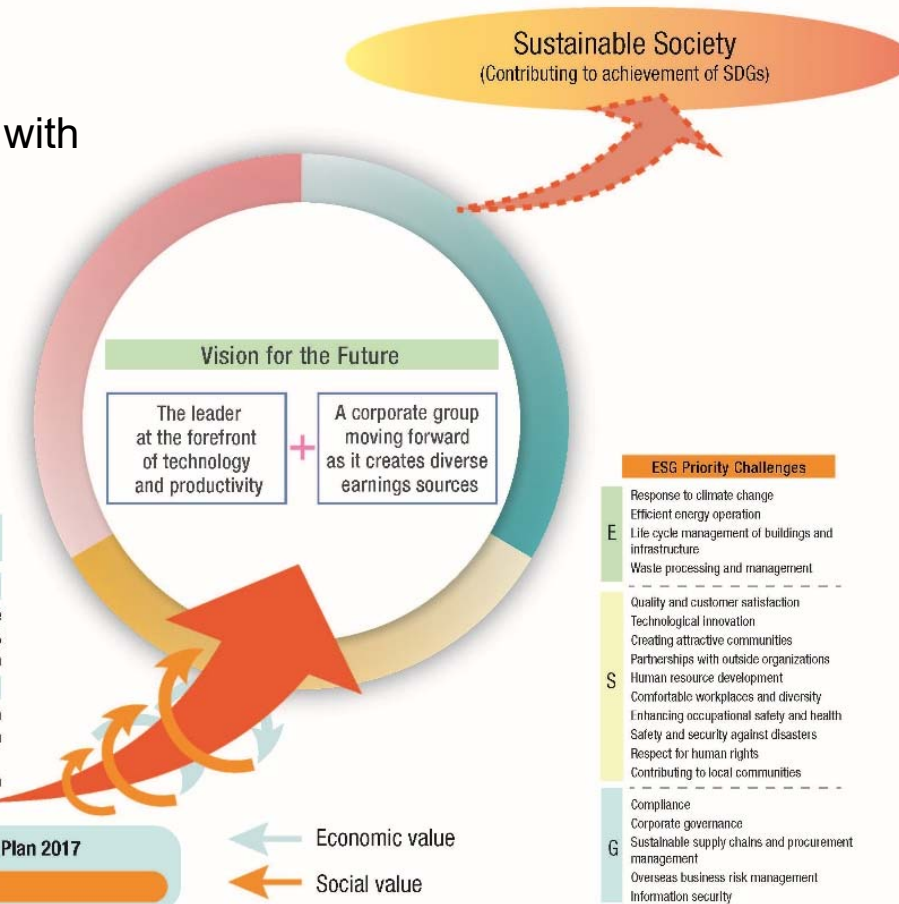 Sustainable Society
(Contributing to achievement of SDGs)
with
Vision for the Future
The leader
at the forefront
of technology
and productivity
+
A corporate group
moving forward
as it creates diverse
earnings sources
ESG Priority Challenges
E
Response to climate change
Efficient energy operation
Life cycle management of buildings and
infrastructure
Waste processing and management
S
Quality and customer satisfaction
Technological innovation
Creating attractive communities
Partnerships with outside organizations
Human resource development
Comfortable workplaces and diversity
Enhancing occupational safety and health
Safety and security against disasters
Respect for human rights
Contributing to local communities
G
Compliance
Corporate governance
Sustainable supply chains and procurement
management
Overseas business risk management
Information security
Plan 2017
Economic value
Social value